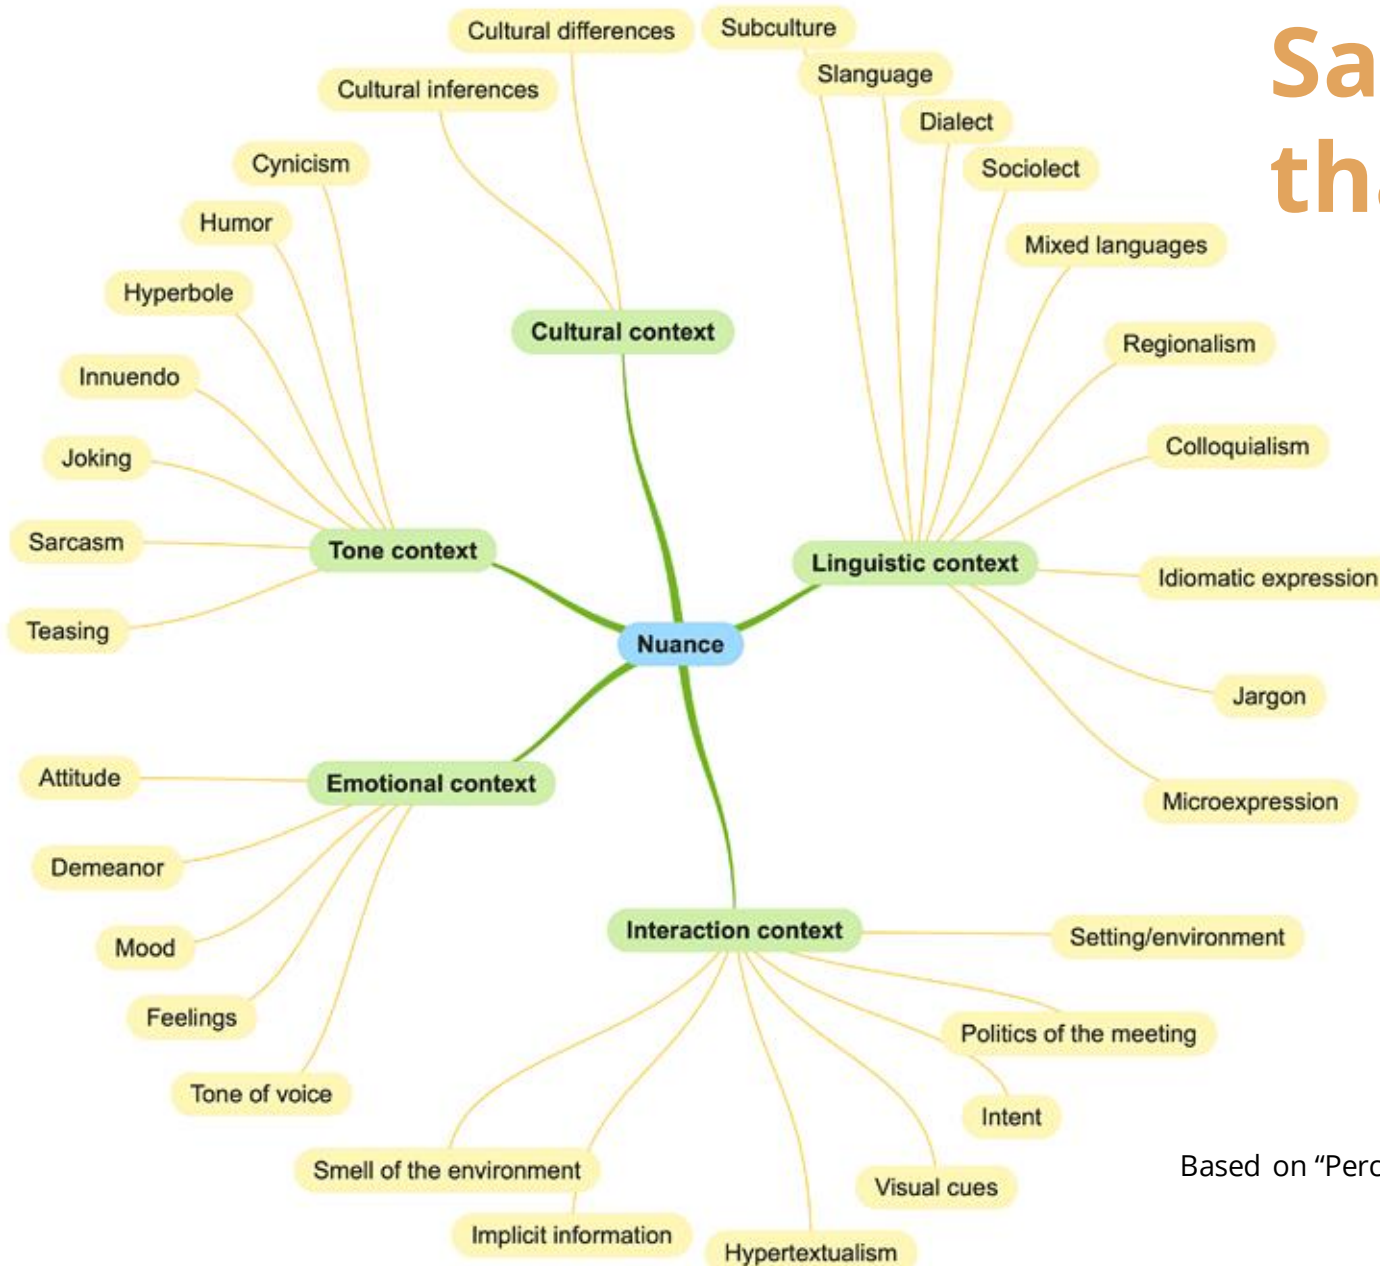 Sa
tha
Cultural differences
Subculture
Cultural inferences
Slanguage
Dialect
Cynicism
Sociolect
Humor
Mixed languages
Hyperbole
Cultural context
Regionalism
Innuendo
Colloquialism
Joking
Sarcasm
Tone context
Linguistic context
Idiomatic expression
Teasing
Nuance
Jargon
Attitude
Emotional context
Microexpression
Demeanor
Interaction context
Setting/environment
Mood
Feelings
Politics of the meeting
Tone of voice
Intent
Smell of the environment
Visual cues
Implicit information
Hypertextualism
Based on “Perc